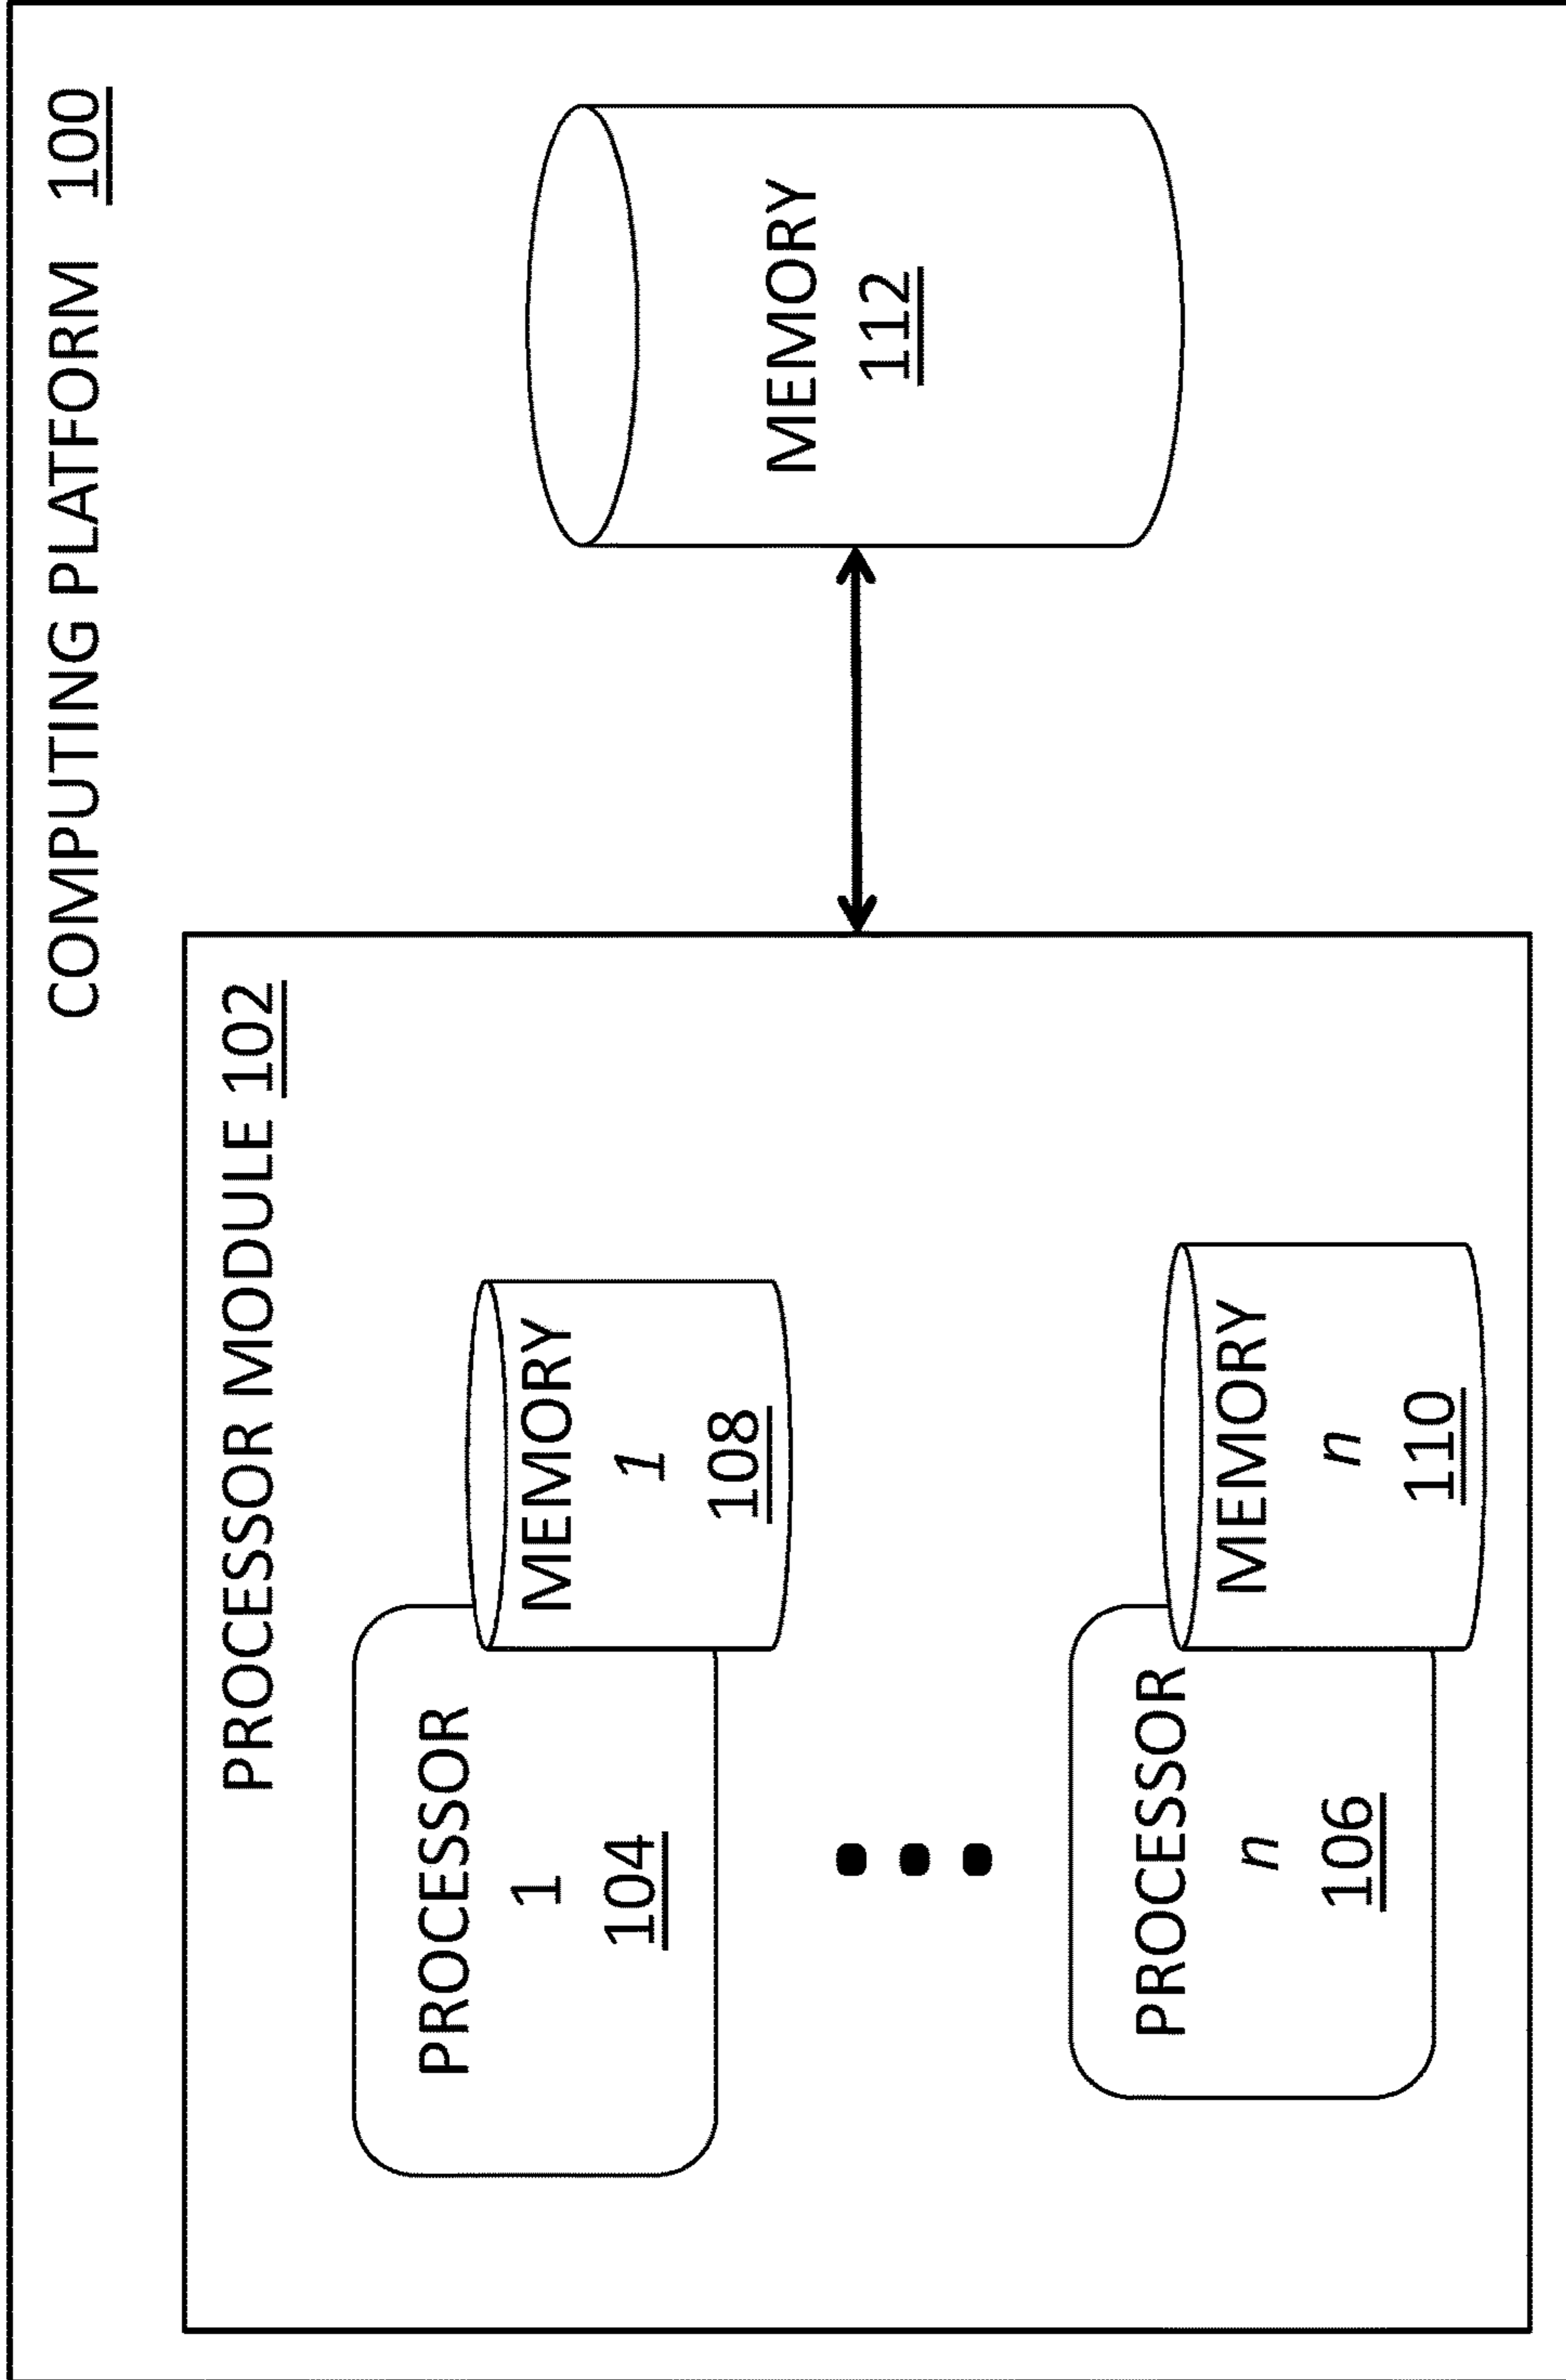 COMPUTING PLATFORM 100
PROCESSOR MODULE 102
PROCESSOR
1
104
MEMORY
1
108
PROCESSOR
n
106
MEMORY
n
110
MEMORY
112